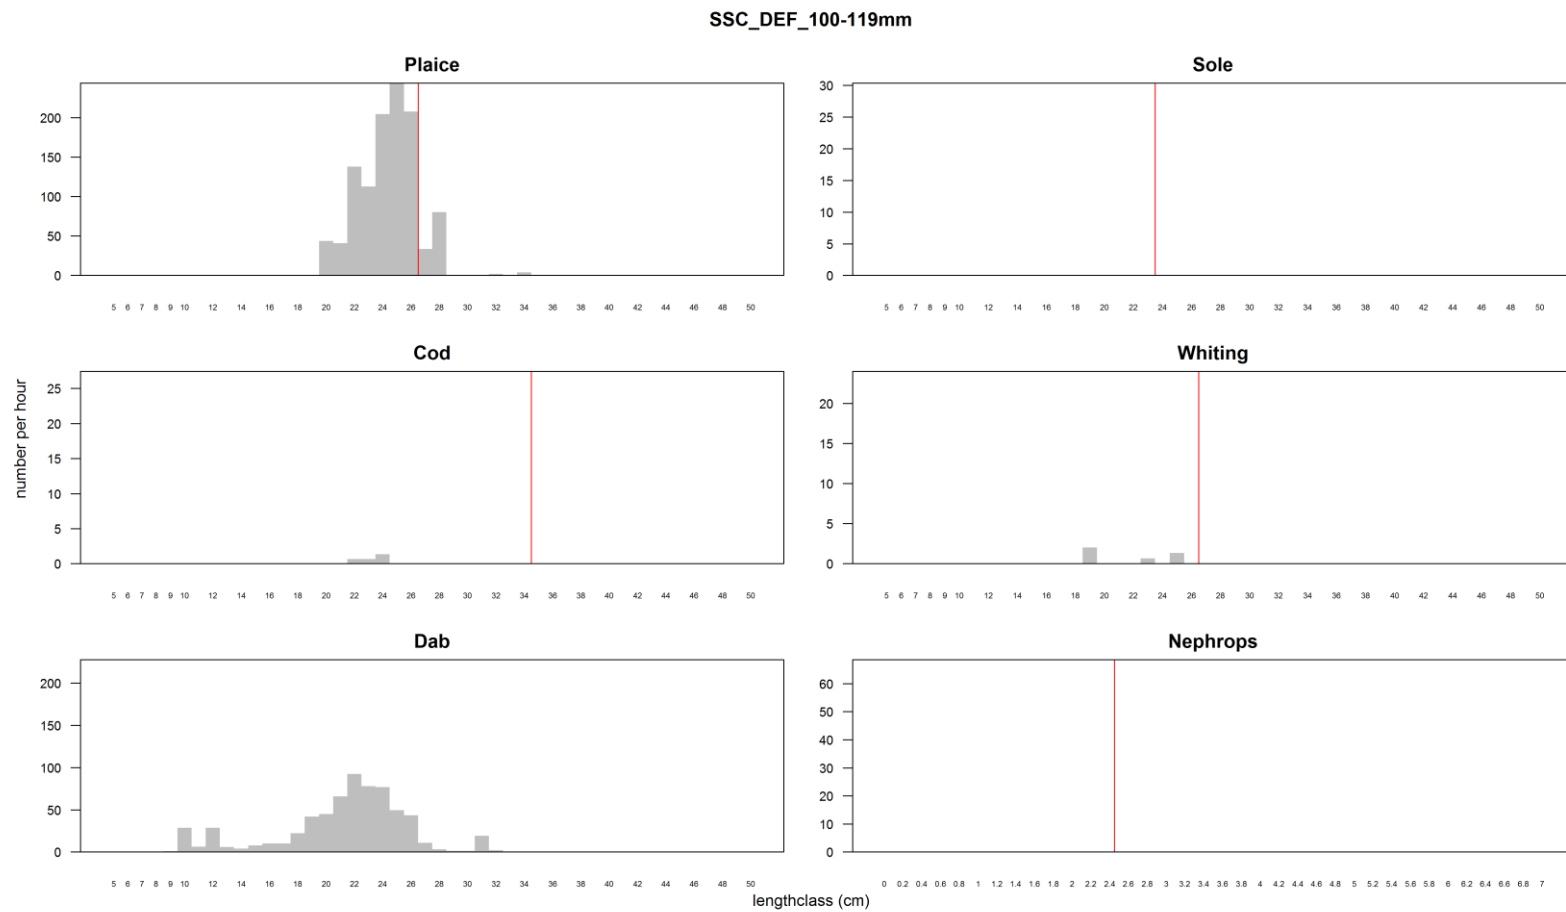 SSC_DEF_100-119mm
Plaice
200
150
100
50
0
5 6 7 8 9 10 12 14 16 18 20 22 24 26 28 30 32 34 36 38 40 42 44 46 48 50
Sole
30
25
20
15
10
5
0
5 6 7 8 9 10 12 14 16 18 20 22 24 26 28 30 32 34 36 38 40 42 44 46 48 50
number per hour
Cod
25
20
15
10
5
0
5 6 7 8 9 10 12 14 16 18 20 22 24 26 28 30 32 34 36 38 40 42 44 46 48 50
Whiting
20
15
10
5
0
5 6 7 8 9 10 12 14 16 18 20 22 24 26 28 30 32 34 36 38 40 42 44 46 48 50
Dab
200
150
100
50
0
5 6 7 8 9 10 12 14 16 18 20 22 24 26 28 30 32 34 36 38 40 42 44 46 48 50
Nephrops
60
50
40
30
20
10
0
0 0.2 0.4 0.6 0.8 1 1.2 1.4 1.6 1.8 2 2.2 2.4 2.6 2.8 3 3.2 3.4 3.6 3.8 4 4.2 4.4 4.6 4.8 5 5.2 5.4 5.6 5.8 6 6.2 6.4 6.6 6.8 7
lengthclass (cm)